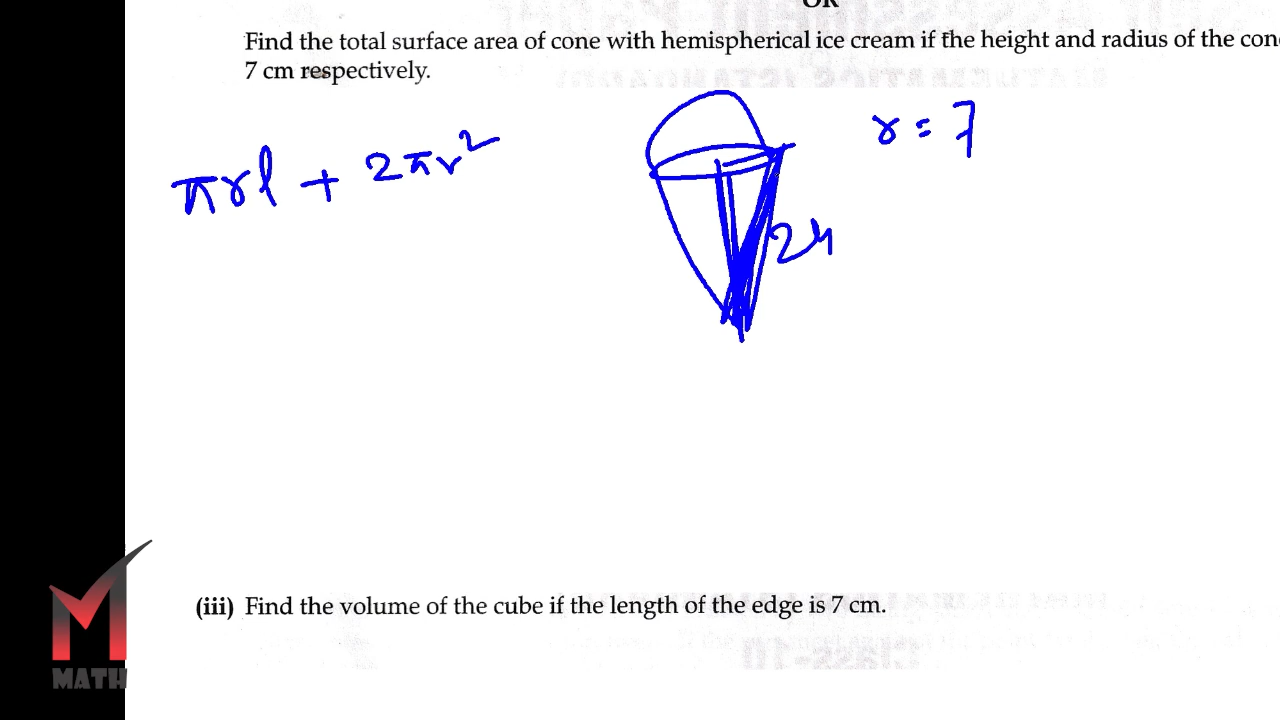 OR
Find the total surface area of cone with hemispherical ice cream if the height and radius of the
7 cm respectively.
πrl + 2πr²
r = 7
24
(iii) Find the volume of the cube if the length of the edge is 7 cm.
M
MATH